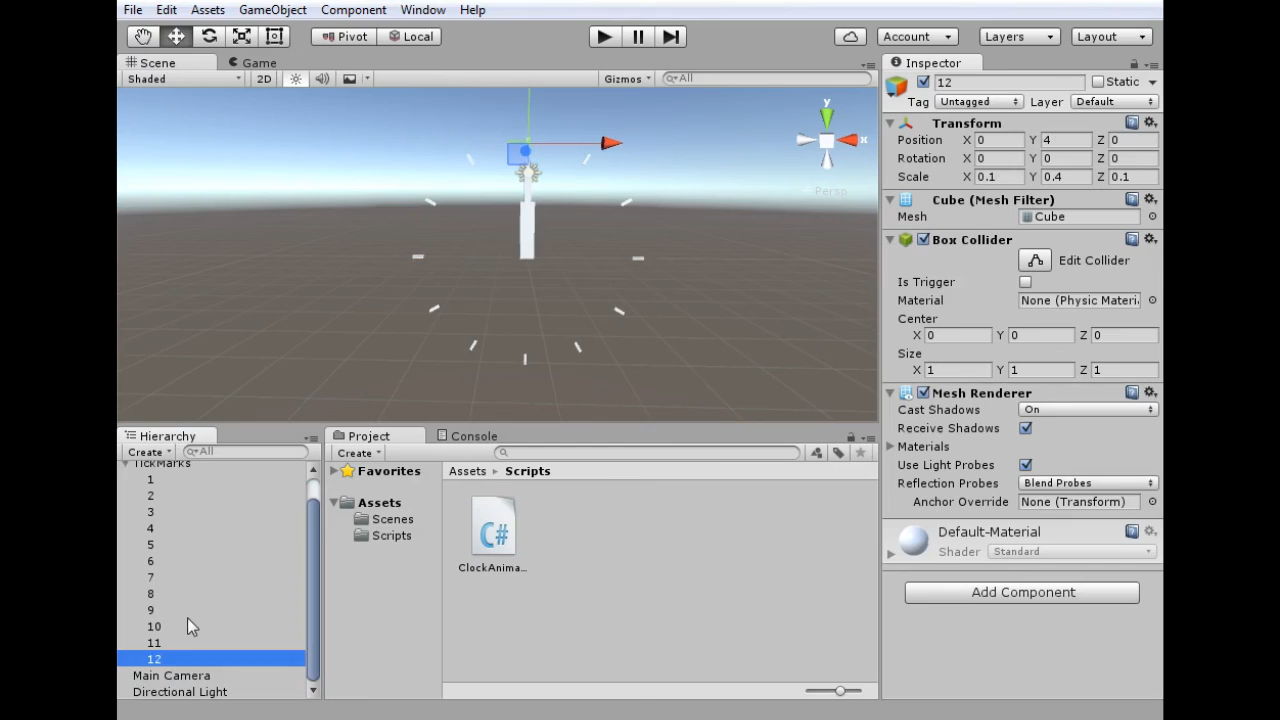 File Edit Assets GameObject Component Window Help
Pivot Local Account Layers Layout
Scene Game Inspector
Shaded 2D Gizmos All
12 Static
Tag Untagged Layer Default
Transform
Position X 0 Y 4 Z 0
Rotation X 0 Y 0 Z 0
Scale X 0.1 Y 0.4 Z 0.1
y
x
Persp
Cube (Mesh Filter)
Mesh Cube
Box Collider
Edit Collider
Is Trigger
Material None (Physic Materi
Center
X 0 Y 0 Z 0
Size
X 1 Y 1 Z 1
Mesh Renderer
Cast Shadows On
Receive Shadows
Materials
Use Light Probes
Reflection Probes Blend Probes
Anchor Override None (Transform)
Default-Material
Shader Standard
Add Component
Hierarchy
Create All
TickMarks
1
2
3
4
5
6
7
8
9
10
11
12
Main Camera
Directional Light
Project Console
Create
Favorites
Assets
Scenes
Scripts
Assets ▸ Scripts
C#
ClockAnima...